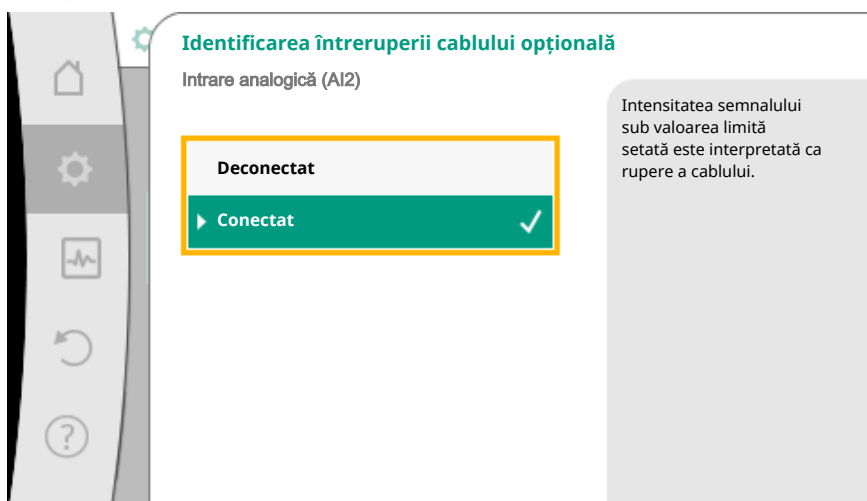 Identificarea întreruperii cablului opțională
Intrare analogică (AI2)
Deconectat
Conectat
Intensitatea semnalului
sub valoarea limită
setată este interpretată ca
rupere a cablului.
?